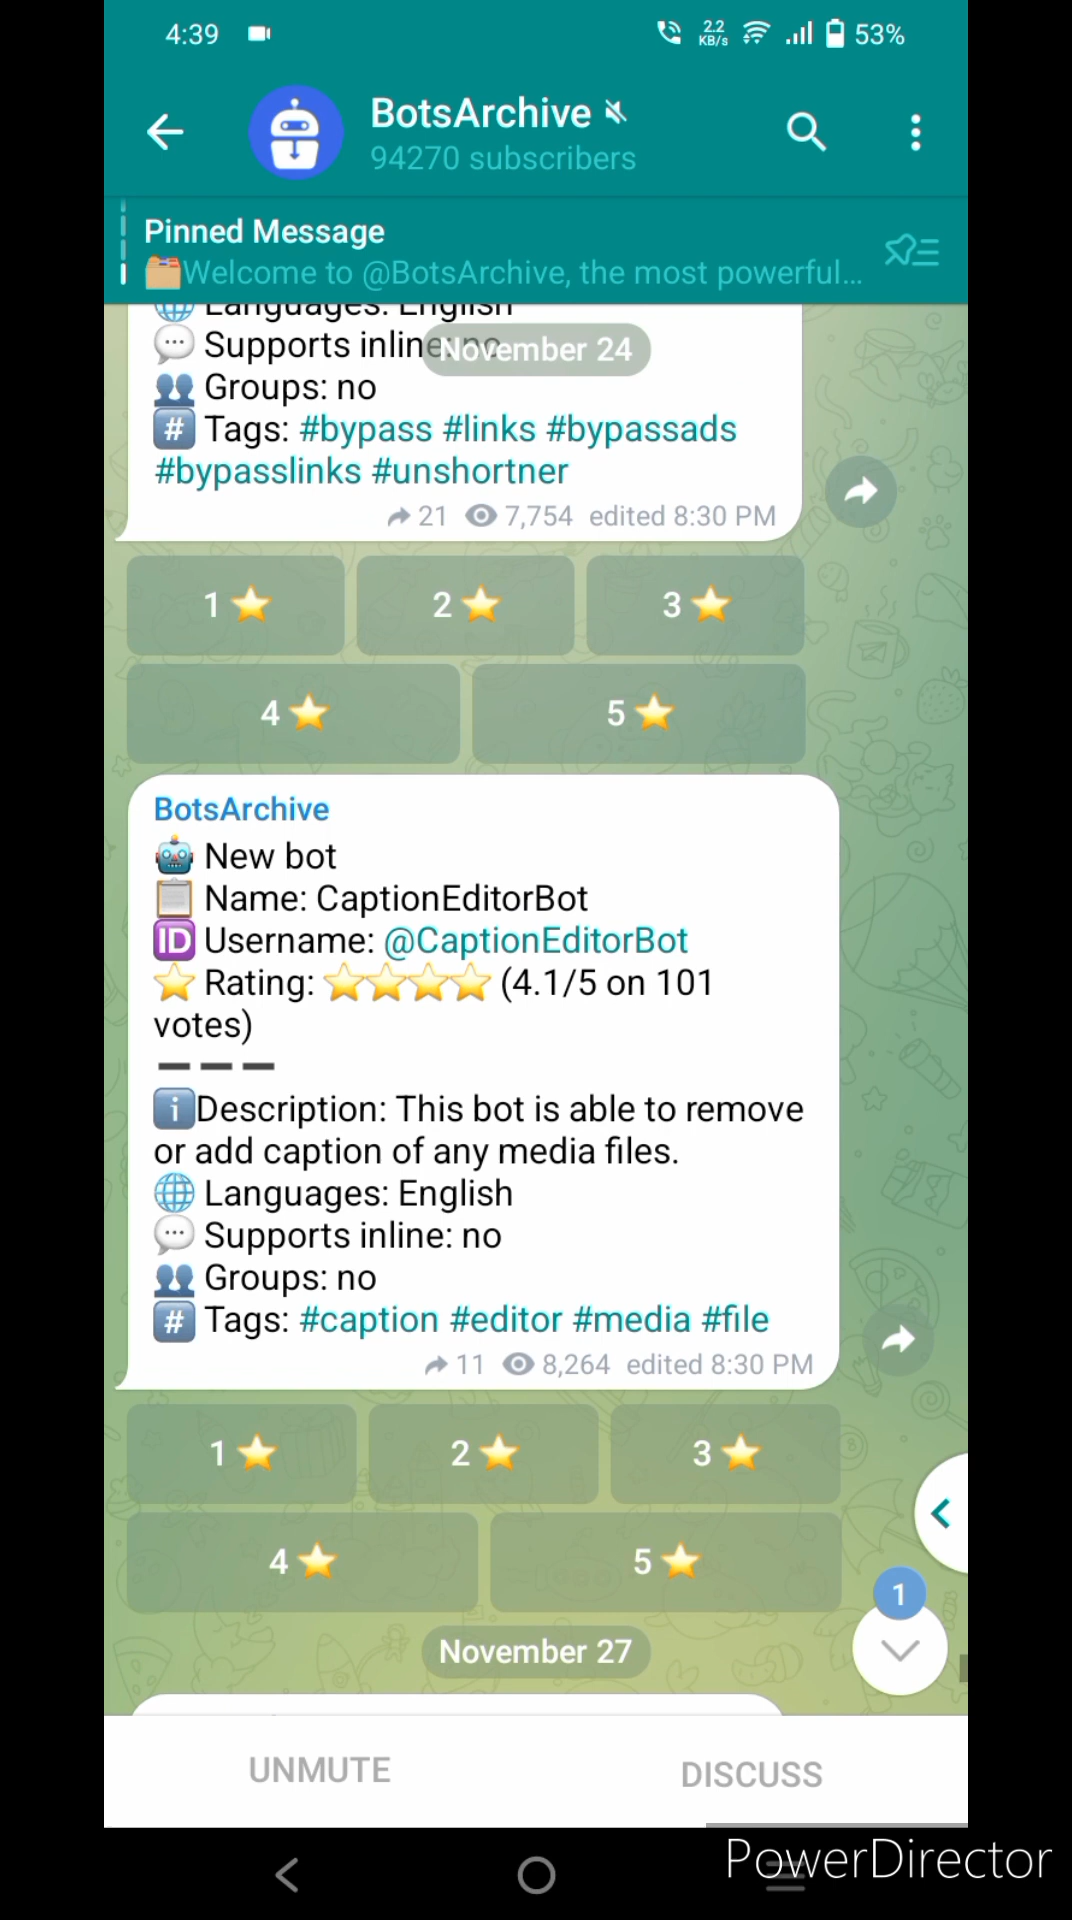 4:39 2.2 KB/s 53%
BotsArchive
94270 subscribers
Pinned Message
Welcome to @BotsArchive, the most powerful...
Languages: English
Supports inline: no
November 24
Groups: no
# Tags: #bypass #links #bypassads
#bypasslinks #unshortner
21 7,754 edited 8:30 PM
1 2 3
4 5
BotsArchive
New bot
Name: CaptionEditorBot
ID Username: @CaptionEditorBot
Rating: ⭐⭐⭐⭐ (4.1/5 on 101
votes)
➖➖➖
ℹ️Description: This bot is able to remove
or add caption of any media files.
Languages: English
Supports inline: no
Groups: no
# Tags: #caption #editor #media #file
11 8,264 edited 8:30 PM
1 2 3
4 5
1
November 27
UNMUTE DISCUSS
PowerDirector